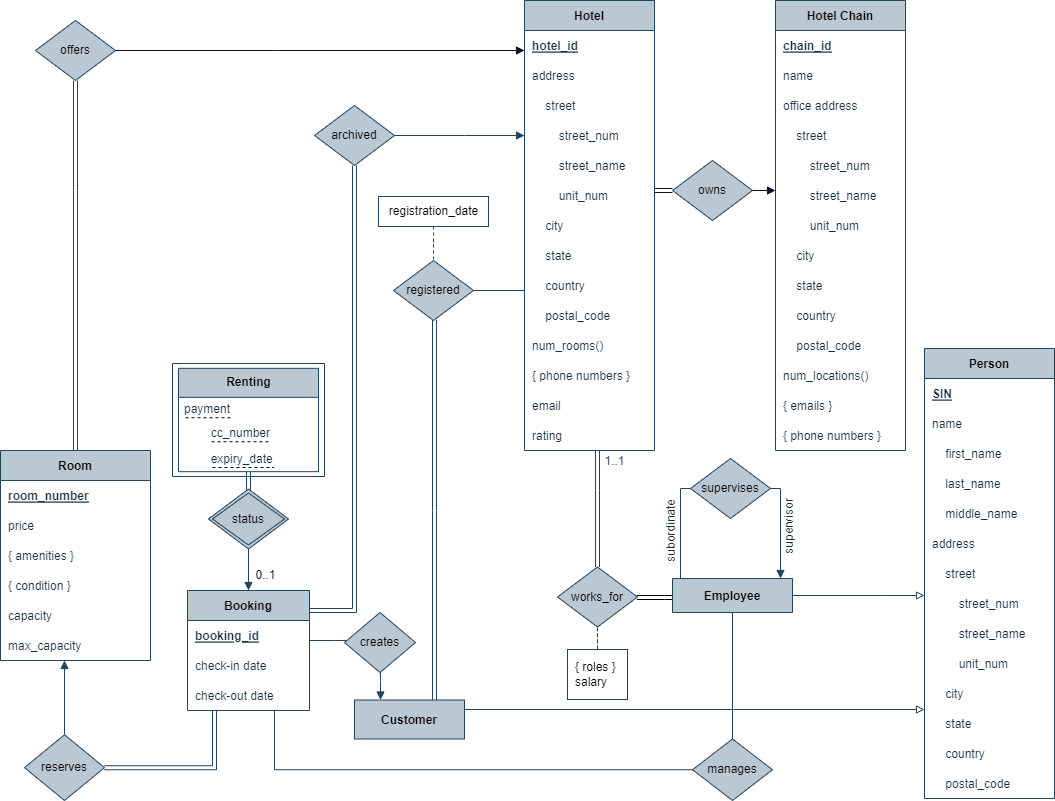 Hotel
hotel_id
address
street
street_num
street_name
unit_num
city
state
country
postal_code
num_rooms()
{ phone numbers }
email
rating
Hotel Chain
chain_id
name
office address
street
street_num
street_name
unit_num
city
state
country
postal_code
num_locations()
{ emails }
{ phone numbers }
offers
archived
owns
registration_date
registered
Renting
payment
cc_number
expiry_date
status
0..1
Room
room_number
price
{ amenities }
{ condition }
capacity
max_capacity
Booking
booking_id
check-in date
check-out date
creates
Customer
reserves
1..1
works_for
{ roles }
salary
supervises
subordinate
supervisor
Employee
manages
Person
SIN
name
first_name
last_name
middle_name
address
street
street_num
street_name
unit_num
city
state
country
postal_code